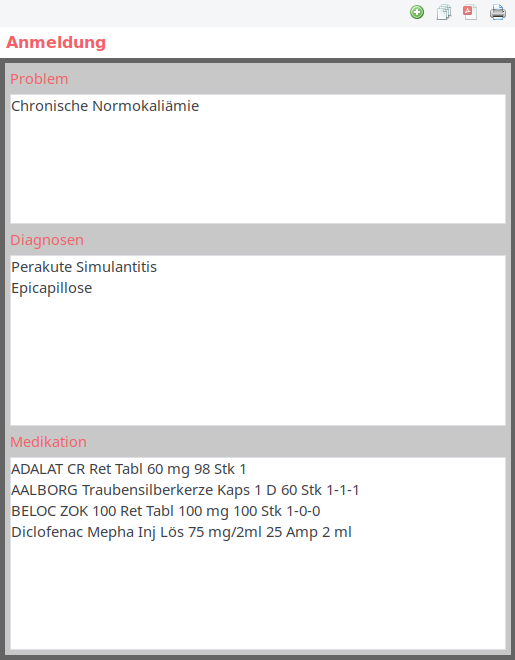 Anmeldung
Problem
Chronische Normokaliämie
Diagnosen
Perakute Simulantitis
Epicapillose
Medikation
ADALAT CR Ret Tabl 60 mg 98 Stk 1
AALBORG Traubensilberkerze Kaps 1 D 60 Stk 1-1-1
BELOC ZOK 100 Ret Tabl 100 mg 100 Stk 1-0-0
Diclofenac Mepha Inj Lös 75 mg/2ml 25 Amp 2 ml